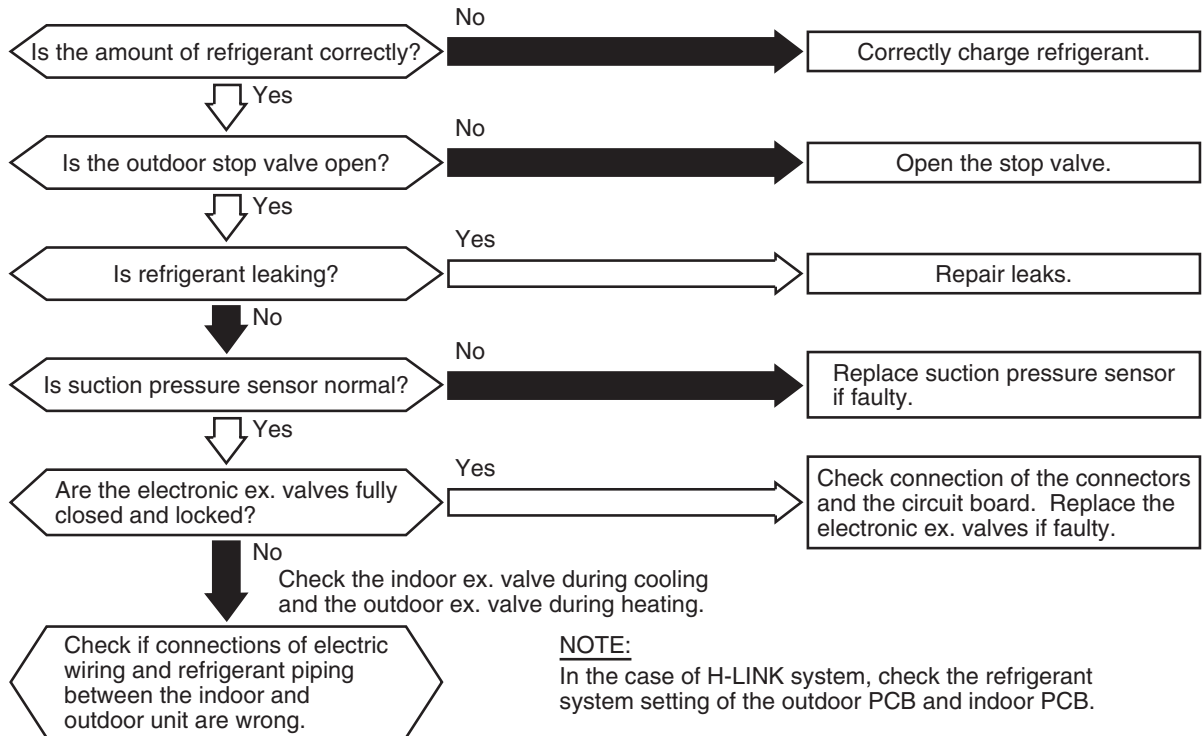 No
Is the amount of refrigerant correctly?
Correctly charge refrigerant.
Yes
No
Is the outdoor stop valve open?
Open the stop valve.
Yes
Yes
Is refrigerant leaking?
Repair leaks.
No
No
Is suction pressure sensor normal?
Replace suction pressure sensor
if faulty.
Yes
Yes
Are the electronic ex. valves fully
closed and locked?
Check connection of the connectors
and the circuit board.  Replace the
electronic ex. valves if faulty.
No
Check the indoor ex. valve during cooling
and the outdoor ex. valve during heating.
Check if connections of electric
wiring and refrigerant piping
between the indoor and
outdoor unit are wrong.
NOTE:
In the case of H-LINK system, check the refrigerant
system setting of the outdoor PCB and indoor PCB.